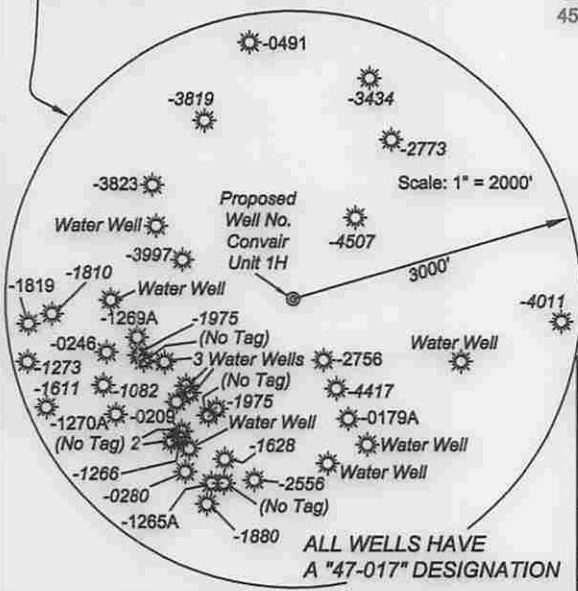 45
-0491
-3434
-3819
-2773
Scale: 1" = 2000'
-3823
Proposed
Well No.
Convair
Unit 1H
Water Well
-4507
-3997
3000'
-1819
-1810
Water Well
-4011
-1269A
-1975
(No Tag)
-0246
3 Water Wells
-2756
Water Well
-1273
(No Tag)
-1611
-1082
-1975
-4417
-1270A
-0209
-0179A
(No Tag) 2
Water Well
Water Well
-1266
-1628
Water Well
-0280
-2556
-1265A
(No Tag)
-1880
ALL WELLS HAVE
A "47-017" DESIGNATION